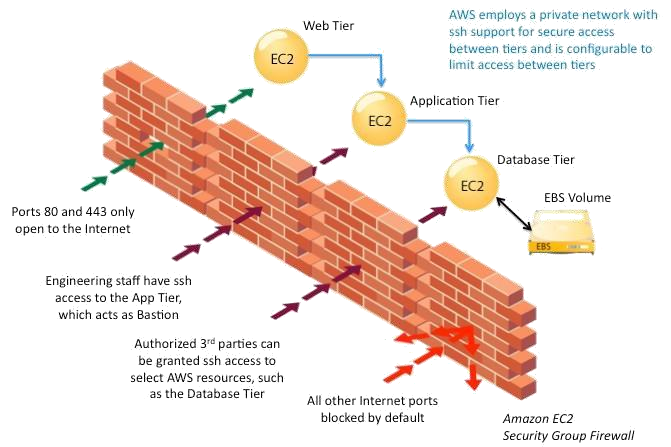 Web Tier
AWS employs a private network with
ssh support for secure access
between tiers and is configurable to
limit access between tiers
EC2
Application Tier
EC2
Database Tier
EC2
EBS Volume
EBS
Ports 80 and 443 only
open to the Internet
Engineering staff have ssh
access to the App Tier,
which acts as Bastion
Authorized 3rd parties can
be granted ssh access to
select AWS resources, such
as the Database Tier
All other Internet ports
blocked by default
Amazon EC2
Security Group Firewall